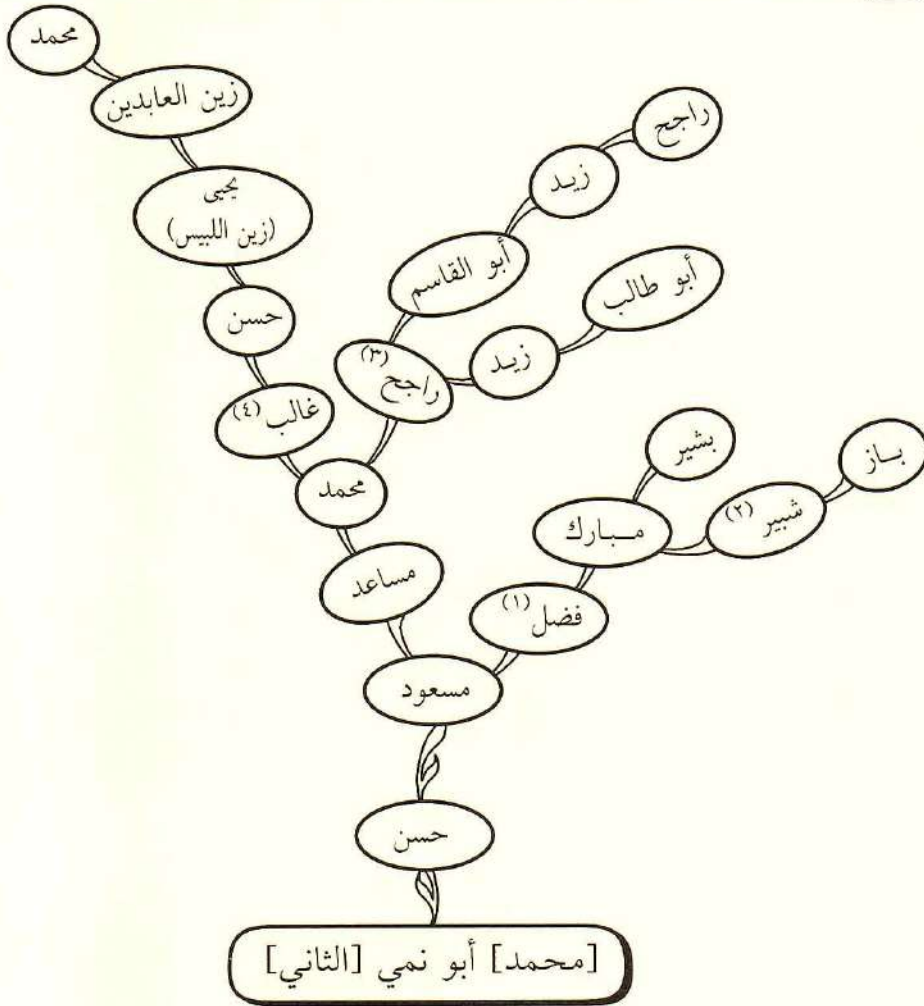 محمد
زين العابدين
يحيى
(زين اللبيس)
حسن
غالب (٤)
محمد
مساعد
راجح
زيد
أبو القاسم
أبو طالب
زيد
راجح (٣)
بشير
باز
شبير (٢)
مبارك
فضل (١)
مسعود
حسن
[محمد] أبو نمي [الثاني]